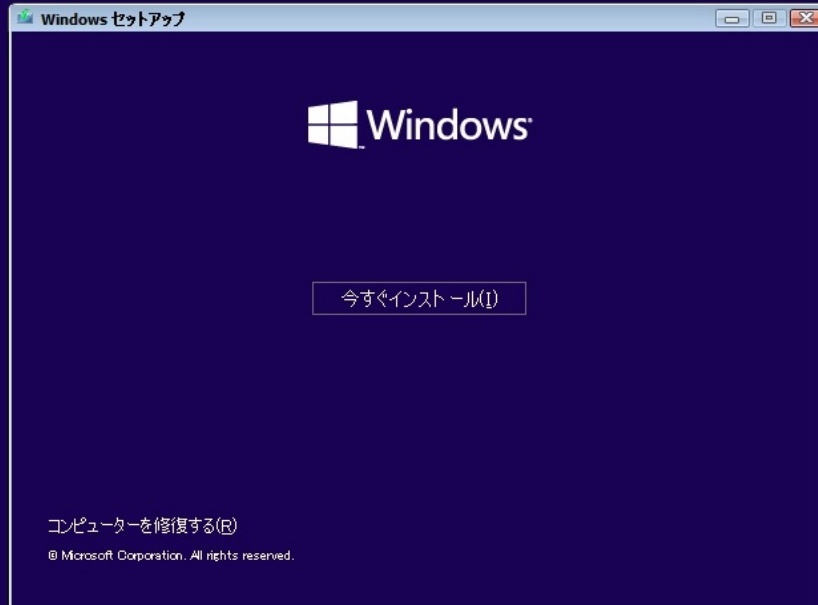 Windows セットアップ
Windows
今すぐインストール(I)
コンピューターを修復する(R)
© Microsoft Corporation. All rights reserved.